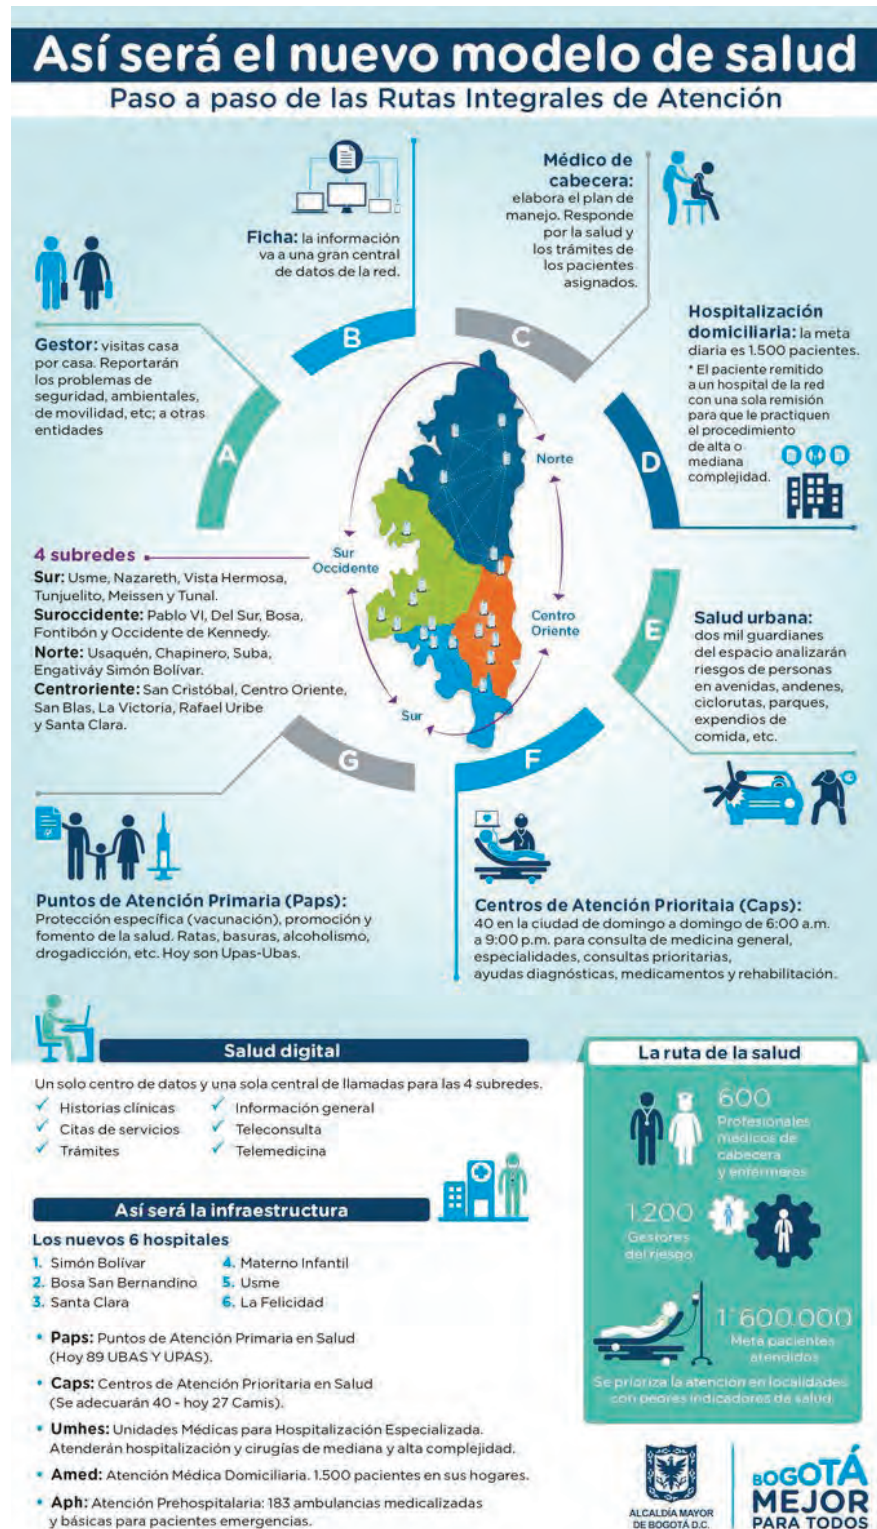 Así será el nuevo modelo de salud
Paso a paso de las Rutas Integrales de Atención
Gestor: visitas casa
por casa. Reportarán
los problemas de
seguridad, ambientales,
de movilidad, etc; a otras
entidades
A
Ficha: la información
va a una gran central
de datos de la red.
B
Médico de
cabecera:
elabora el plan de
manejo. Responde
por la salud y
los trámites de
los pacientes
asignados.
C
Hospitalización
domiciliaria: la meta
diaria es 1.500 pacientes.
* El paciente remitido
a un hospital de la red
con una sola remisión
para que le practiquen
el procedimiento
de alta o
mediana
complejidad.
D
Norte
Sur
Occidente
Centro
Oriente
Sur
4 subredes
Sur: Usme, Nazareth, Vista Hermosa,
Tunjuelito, Meissen y Tunal.
Suroccidente: Pablo VI, Del Sur, Bosa,
Fontibón y Occidente de Kennedy.
Norte: Usaquén, Chapinero, Suba,
Engativáy Simón Bolívar.
Centroriente: San Cristóbal, Centro Oriente,
San Blas, La Victoria, Rafael Uribe
y Santa Clara.
E
Salud urbana:
dos mil guardianes
del espacio analizarán
riesgos de personas
en avenidas, andenes,
ciclorutas, parques,
expendios de
comida, etc.
F
Centros de Atención Prioritaia (Caps):
40 en la ciudad de domingo a domingo de 6:00 a.m.
a 9:00 p.m. para consulta de medicina general,
especialidades, consultas prioritarias,
ayudas diagnósticas, medicamentos y rehabilitación.
G
Puntos de Atención Primaria (Paps):
Protección específica (vacunación), promoción y
fomento de la salud. Ratas, basuras, alcoholismo,
drogadicción, etc. Hoy son Upas-Ubas.
Salud digital
Un solo centro de datos y una sola central de llamadas para las 4 subredes.
Historias clínicas
Citas de servicios
Trámites
Información general
Teleconsulta
Telemedicina
Así será la infraestructura
Los nuevos 6 hospitales
1. Simón Bolívar
2. Bosa San Bernandino
3. Santa Clara
4. Materno Infantil
5. Usme
6. La Felicidad
• Paps: Puntos de Atención Primaria en Salud
(Hoy 89 UBAS Y UPAS).
• Caps: Centros de Atención Prioritaria en Salud
(Se adecuarán 40 - hoy 27 Camis).
• Umhes: Unidades Médicas para Hospitalización Especializada.
Atenderán hospitalización y cirugías de mediana y alta complejidad.
• Amed: Atención Médica Domiciliaria. 1.500 pacientes en sus hogares.
• Aph: Atención Prehospitalaria: 183 ambulancias medicalizadas
y básicas para pacientes emergencias.
La ruta de la salud
600
Profesionales
médicos de
cabecera
y enfermeras
1.200
Gestores
del riesgo
1´600.000
Meta pacientes
atendidos
Se prioriza la atención en localidades
con peores indicadores de salud
ALCALDÍA MAYOR
DE BOGOTÁ D.C.
BOGOTÁ
MEJOR
PARA TODOS